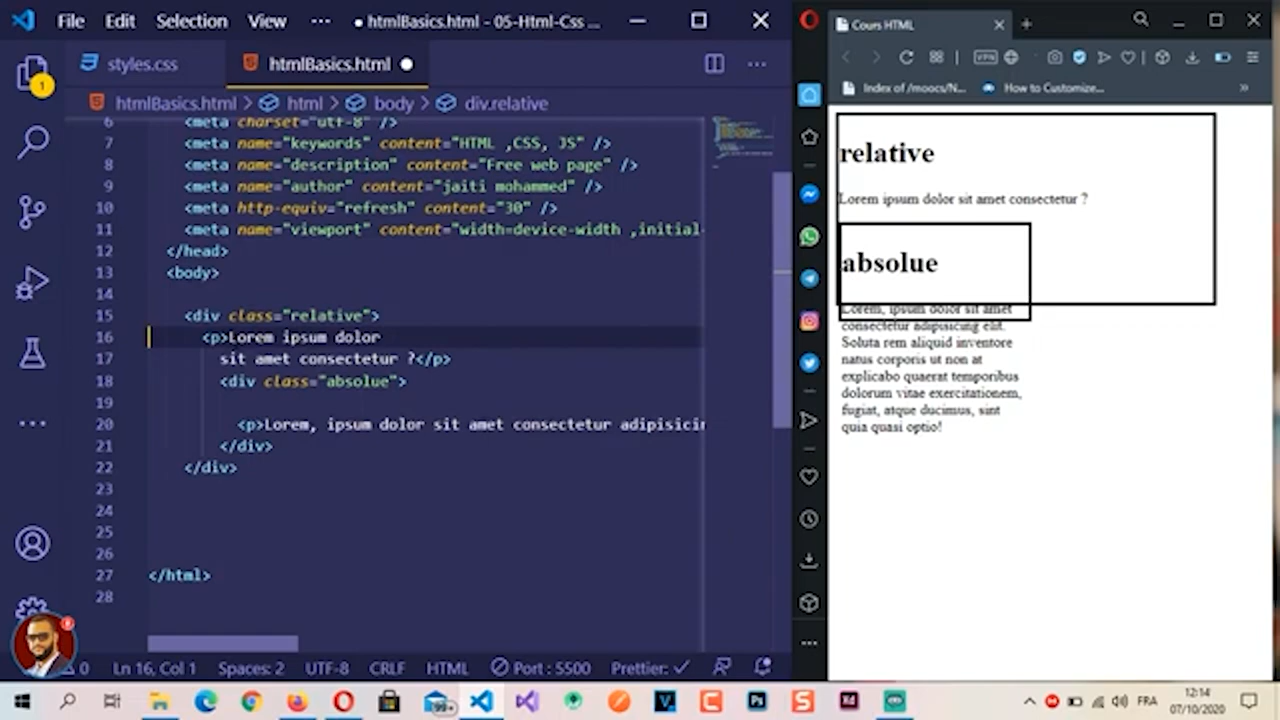 File Edit Selection View ··· ● htmlBasics.html - 05-Html-Css ...
styles.css htmlBasics.html ●
htmlBasics.html > html > body > div.relative
6 <meta charset="utf-8" />
7 <meta name="keywords" content="HTML ,CSS, JS" />
8 <meta name="description" content="Free web page" />
9 <meta name="author" content="jaiti mohammed" />
10 <meta http-equiv="refresh" content="30" />
11 <meta name="viewport" content="width=device-width ,initial-
12 </head>
13 <body>
14
15 <div class="relative">
16 <p>Lorem ipsum dolor
17 sit amet consectetur ?</p>
18 <div class="absolue">
19
20 <p>Lorem, ipsum dolor sit amet consectetur adipisicin
21 </div>
22 </div>
23
24
25
26
27 </html>
28
1
0 Ln 16, Col 1 Spaces: 2 UTF-8 CRLF HTML Port : 5500 Prettier: ✓
Cours HTML
VPN
Index of /moocs/N... How to Customize... »
relative
Lorem ipsum dolor sit amet consectetur ?
absolue
Lorem, ipsum dolor sit amet
consectetur adipisicing elit.
Soluta rem aliquid inventore
natus corporis ut non at
explicabo quaerat temporibus
dolorum vitae exercitationem,
fugiat, atque ducimus, sint
quia quasi optio!
99+ Ps Xd FRA 12:14
07/10/2020